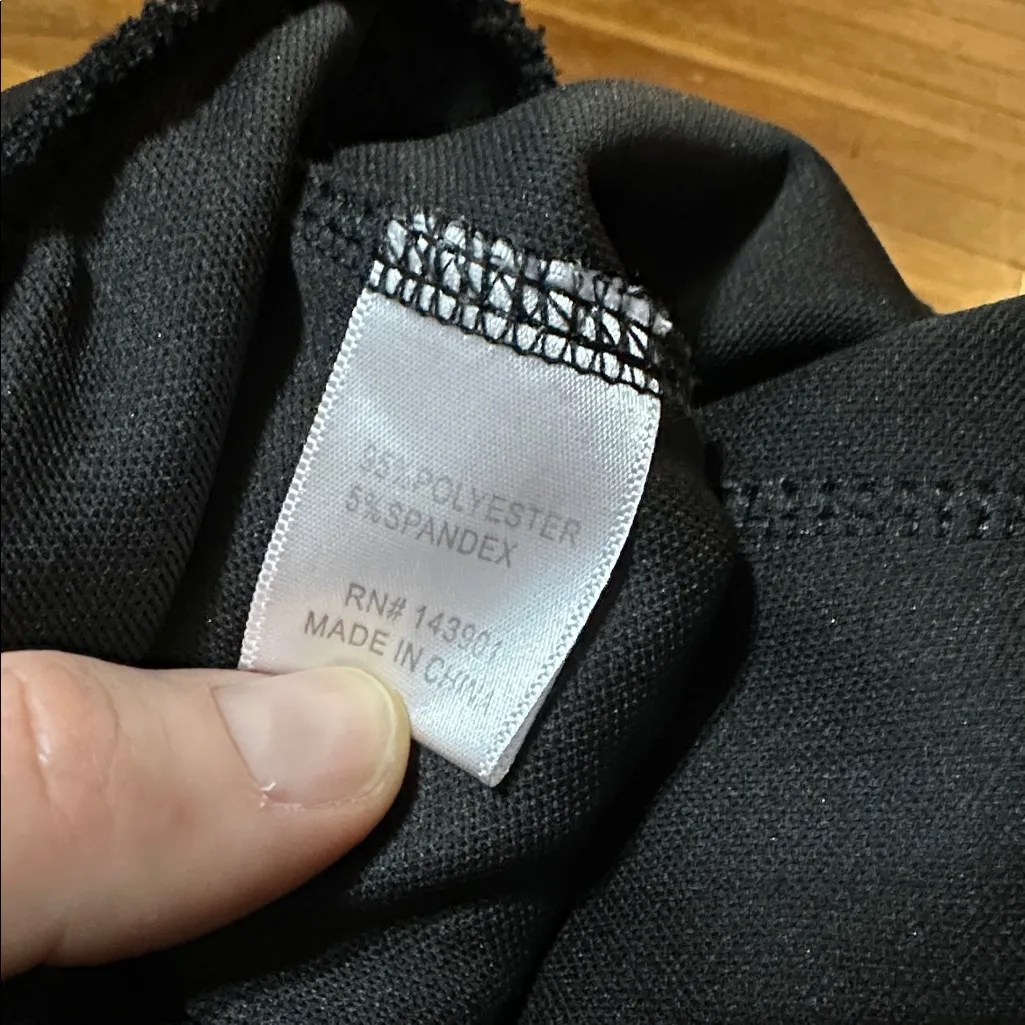 95%POLYESTER
5%SPANDEX
RN# 143901
MADE IN CHINA